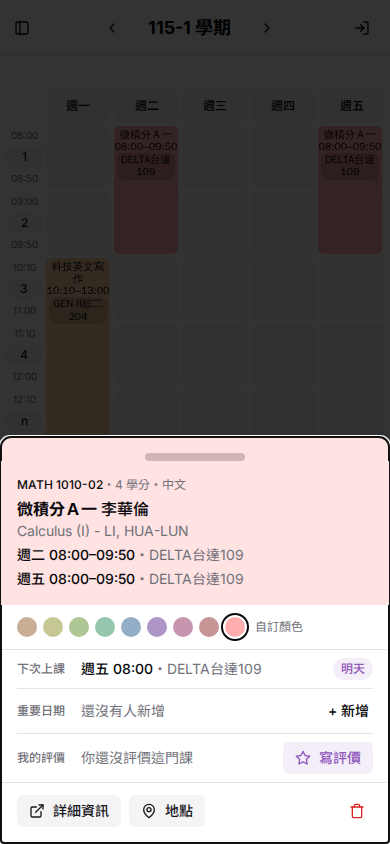 115-1 學期
週一 週二 週三 週四 週五
08:00
1
08:50
09:00
2
09:50
10:10
3
11:00
11:10
4
12:00
12:10
n
微積分Ａ一
08:00–09:50
DELTA台達
109
微積分Ａ一
08:00–09:50
DELTA台達
109
科技英文寫
作
10:10–13:00
GEN II綜二
204
MATH 1010-02・4 學分・中文
微積分Ａ一 李華倫
Calculus (I) - LI, HUA-LUN
週二 08:00–09:50・DELTA台達109
週五 08:00–09:50・DELTA台達109
自訂顏色
下次上課 週五 08:00・DELTA台達109 明天
重要日期 還沒有人新增 + 新增
我的評價 你還沒評價這門課 寫評價
詳細資訊 地點